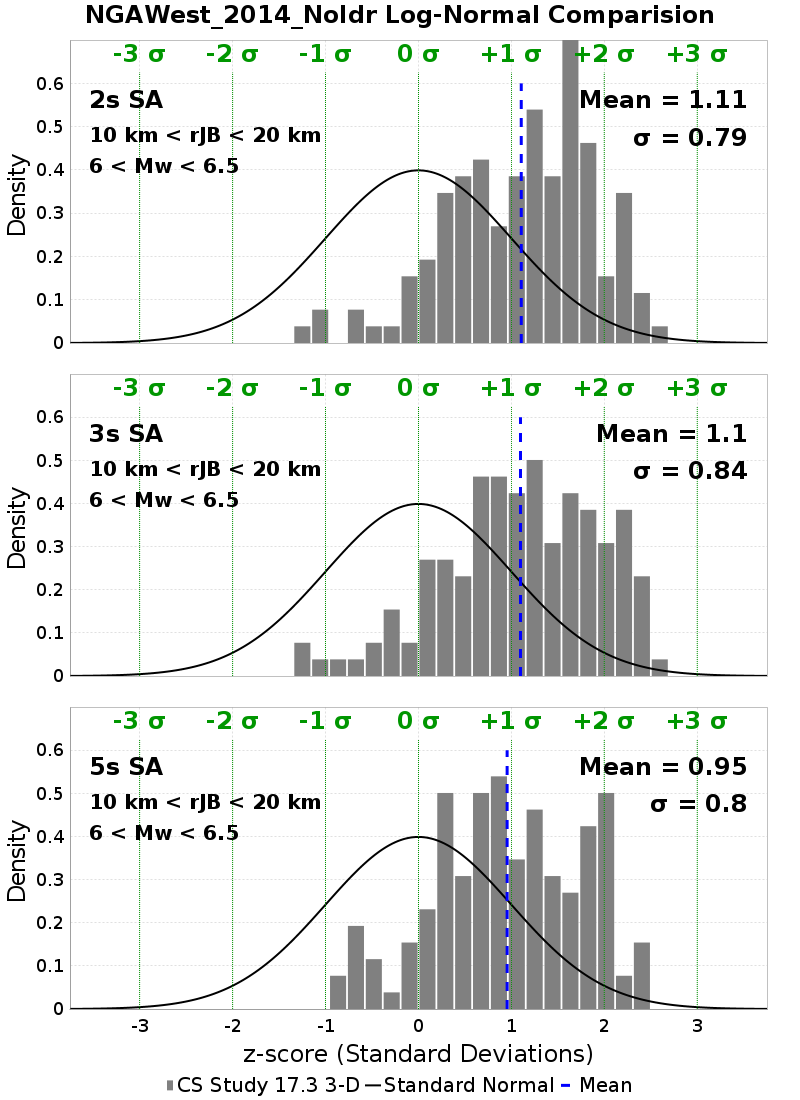 NGAWest_2014_NoIdr Log-Normal Comparision
-3 σ -2 σ -1 σ 0 σ +1 σ +2 σ +3 σ
0.6
2s SA Mean = 1.11
0.5
10 km < rJB < 20 km σ = 0.79
0.4 6 < Mw < 6.5
0.3
0.2
0.1
0
Density
-3 σ -2 σ -1 σ 0 σ +1 σ +2 σ +3 σ
0.6
3s SA Mean = 1.1
0.5
10 km < rJB < 20 km σ = 0.84
0.4 6 < Mw < 6.5
0.3
0.2
0.1
0
Density
-3 σ -2 σ -1 σ 0 σ +1 σ +2 σ +3 σ
0.6
5s SA Mean = 0.95
0.5
10 km < rJB < 20 km σ = 0.8
0.4 6 < Mw < 6.5
0.3
0.2
0.1
0
Density
-3 -2 -1 0 1 2 3
z-score (Standard Deviations)
CS Study 17.3 3-D Standard Normal Mean